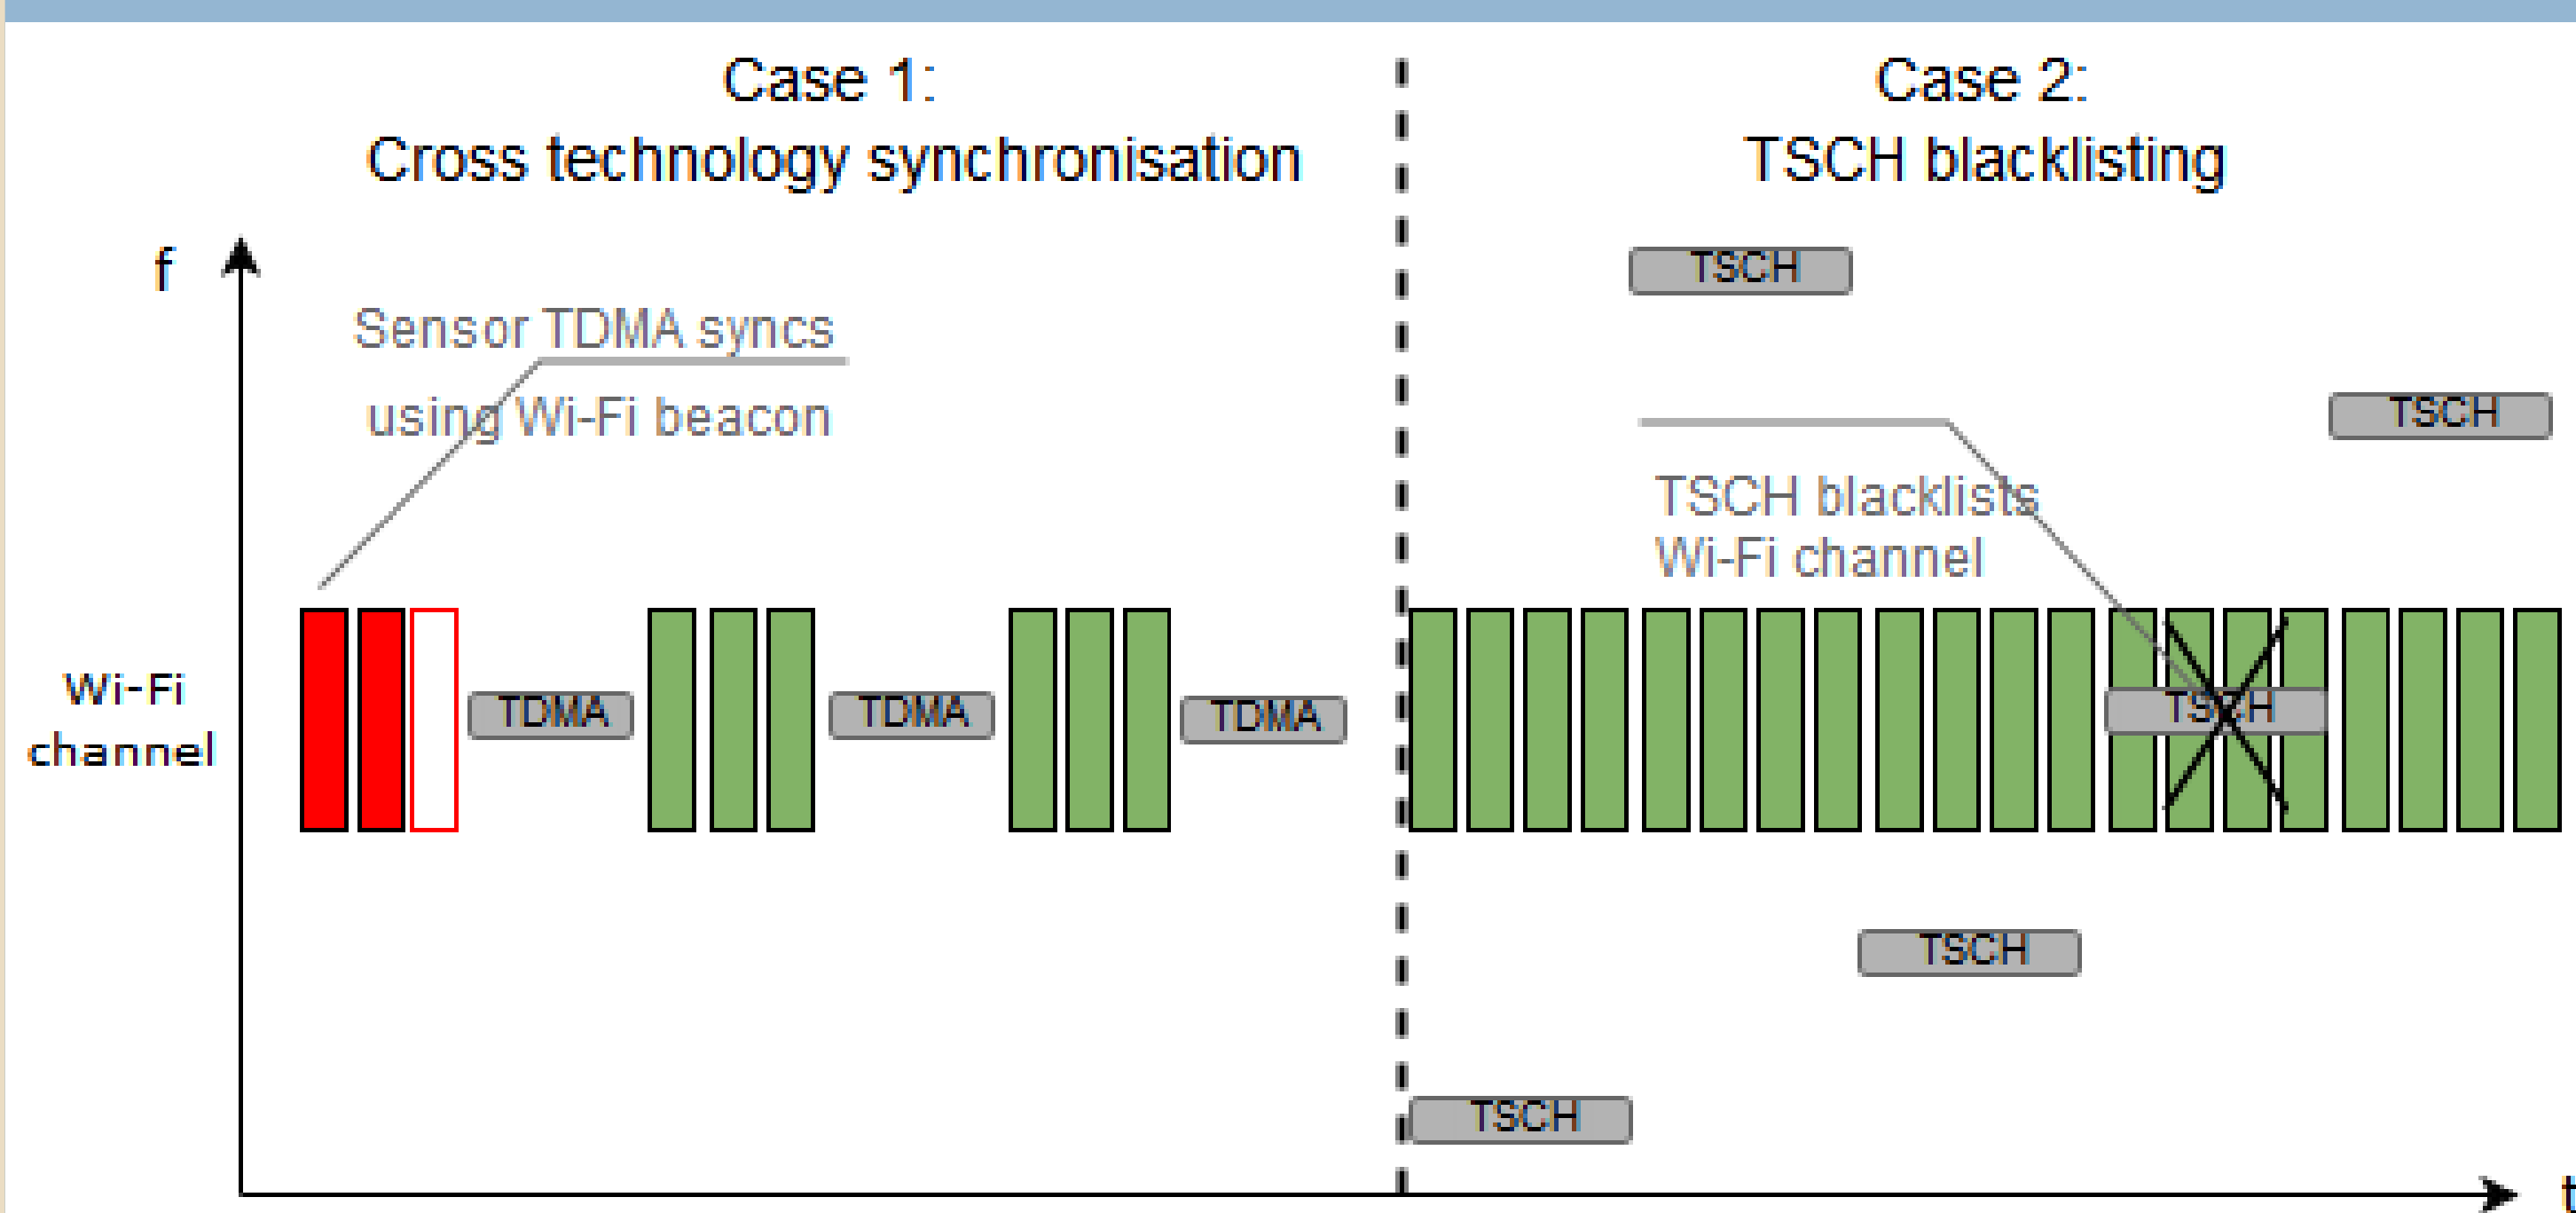 Case 1:
Cross technology synchronisation
Case 2:
TSCH blacklisting
f
Sensor TDMA syncs
using Wi-Fi beacon
TSCH
TSCH
TSCH blacklists
Wi-Fi channel
Wi-Fi
channel
TDMA
TDMA
TDMA
TSCH
TSCH
TSCH
t